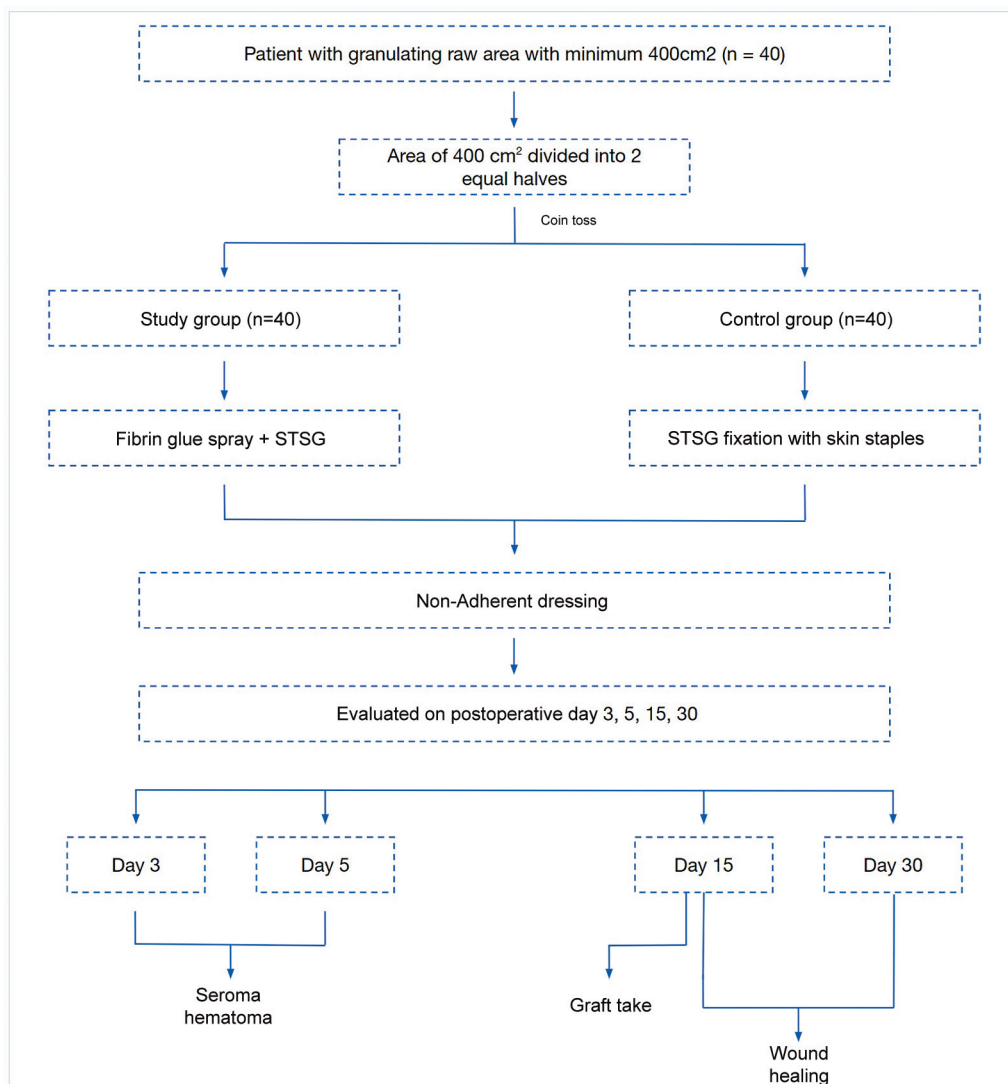 Patient with granulating raw area with minimum 400cm2 (n = 40)
Area of 400 cm² divided into 2
equal halves
Coin toss
Study group (n=40)
Control group (n=40)
Fibrin glue spray + STSG
STSG fixation with skin staples
Non-Adherent dressing
Evaluated on postoperative day 3, 5, 15, 30
Day 3
Day 5
Day 15
Day 30
Seroma
hematoma
Graft take
Wound
healing